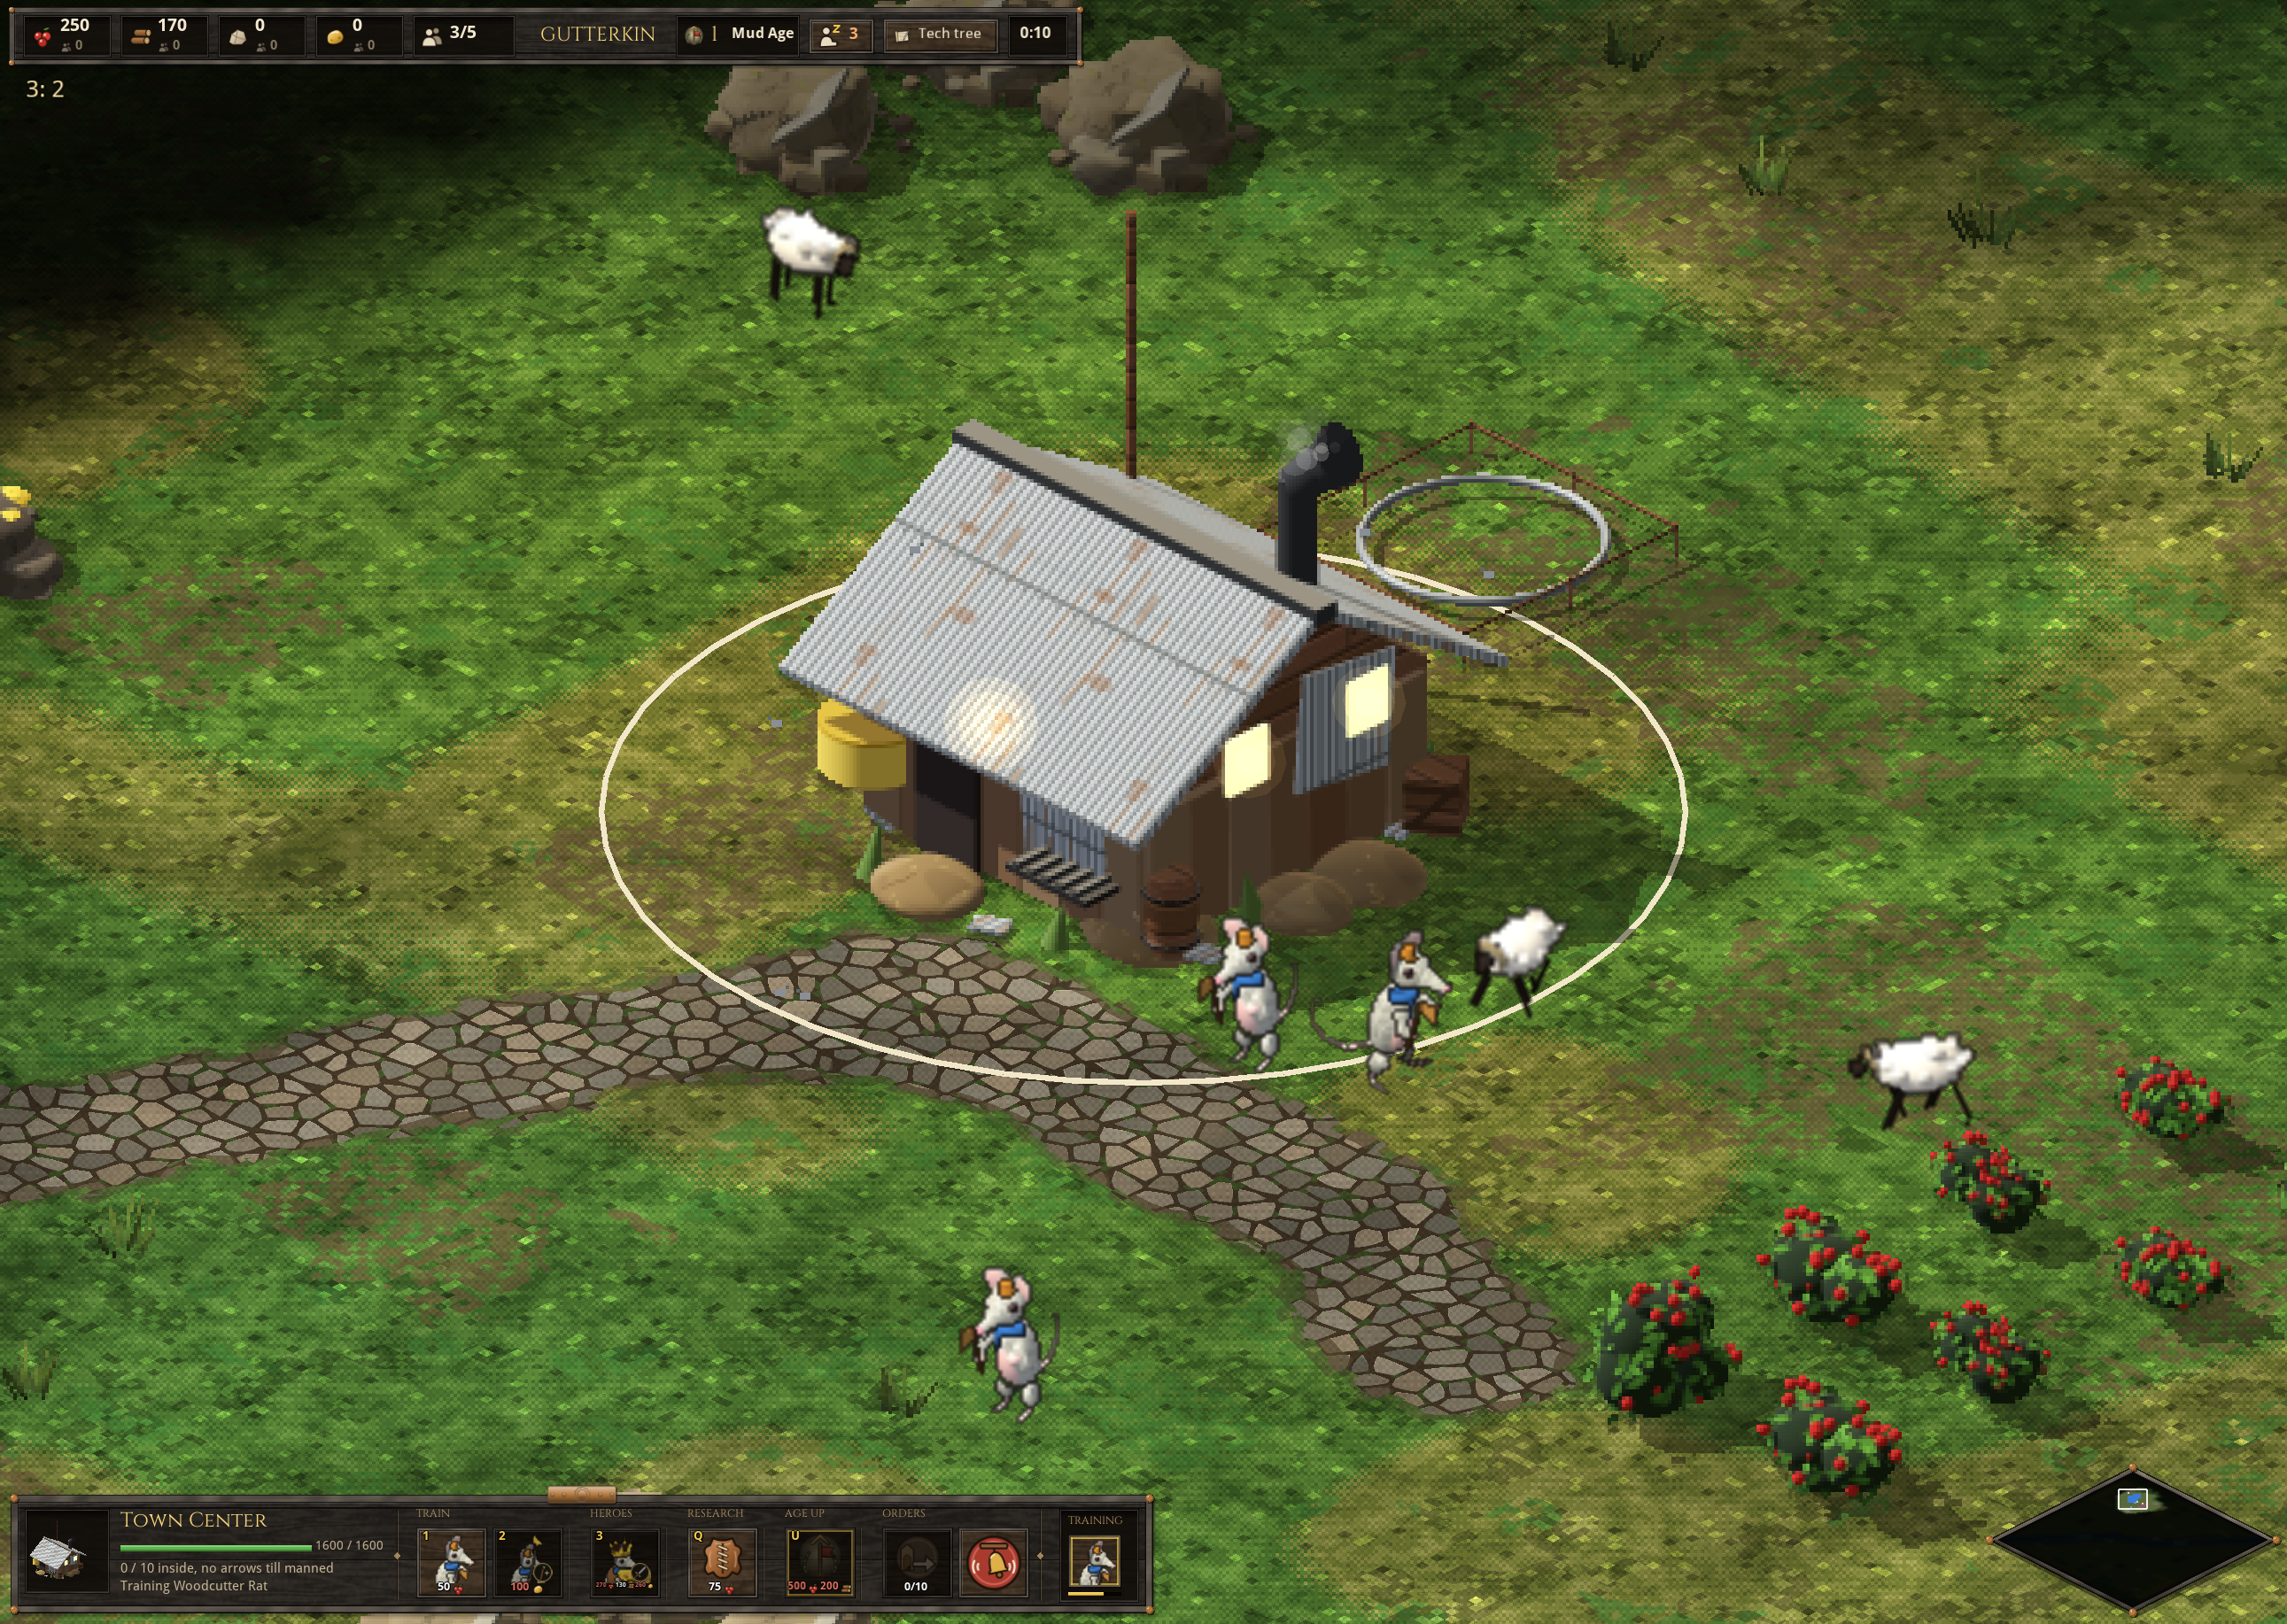 250 170 0 0 3/5 GUTTERKIN 1 Mud Age z 3 Tech tree 0:10
0 0 0 0
3: 2
TOWN CENTER
1600 / 1600
0 / 10 inside, no arrows till manned
Training Woodcutter Rat
TRAIN HEROES RESEARCH AGE UP ORDERS TRAINING
1 2 3 Q U
50 100 130 75 500 200 0/10